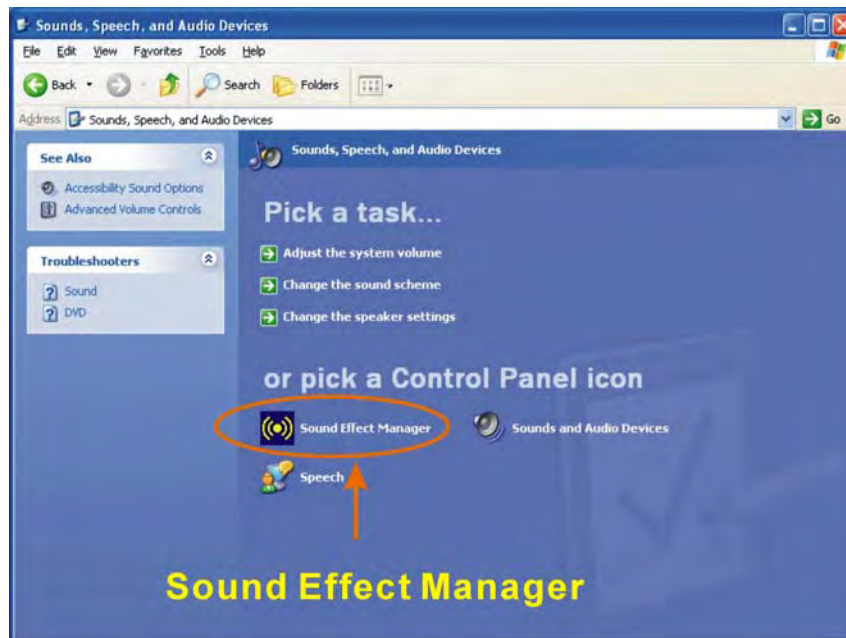 Sounds, Speech, and Audio Devices
File Edit View Favorites Tools Help
Back Search Folders
Address Sounds, Speech, and Audio Devices Go
See Also
Accessibility Sound Options
Advanced Volume Controls
Troubleshooters
Sound
DVD
Sounds, Speech, and Audio Devices
Pick a task...
Adjust the system volume
Change the sound scheme
Change the speaker settings
or pick a Control Panel icon
Sound Effect Manager Sounds and Audio Devices
Speech
Sound Effect Manager